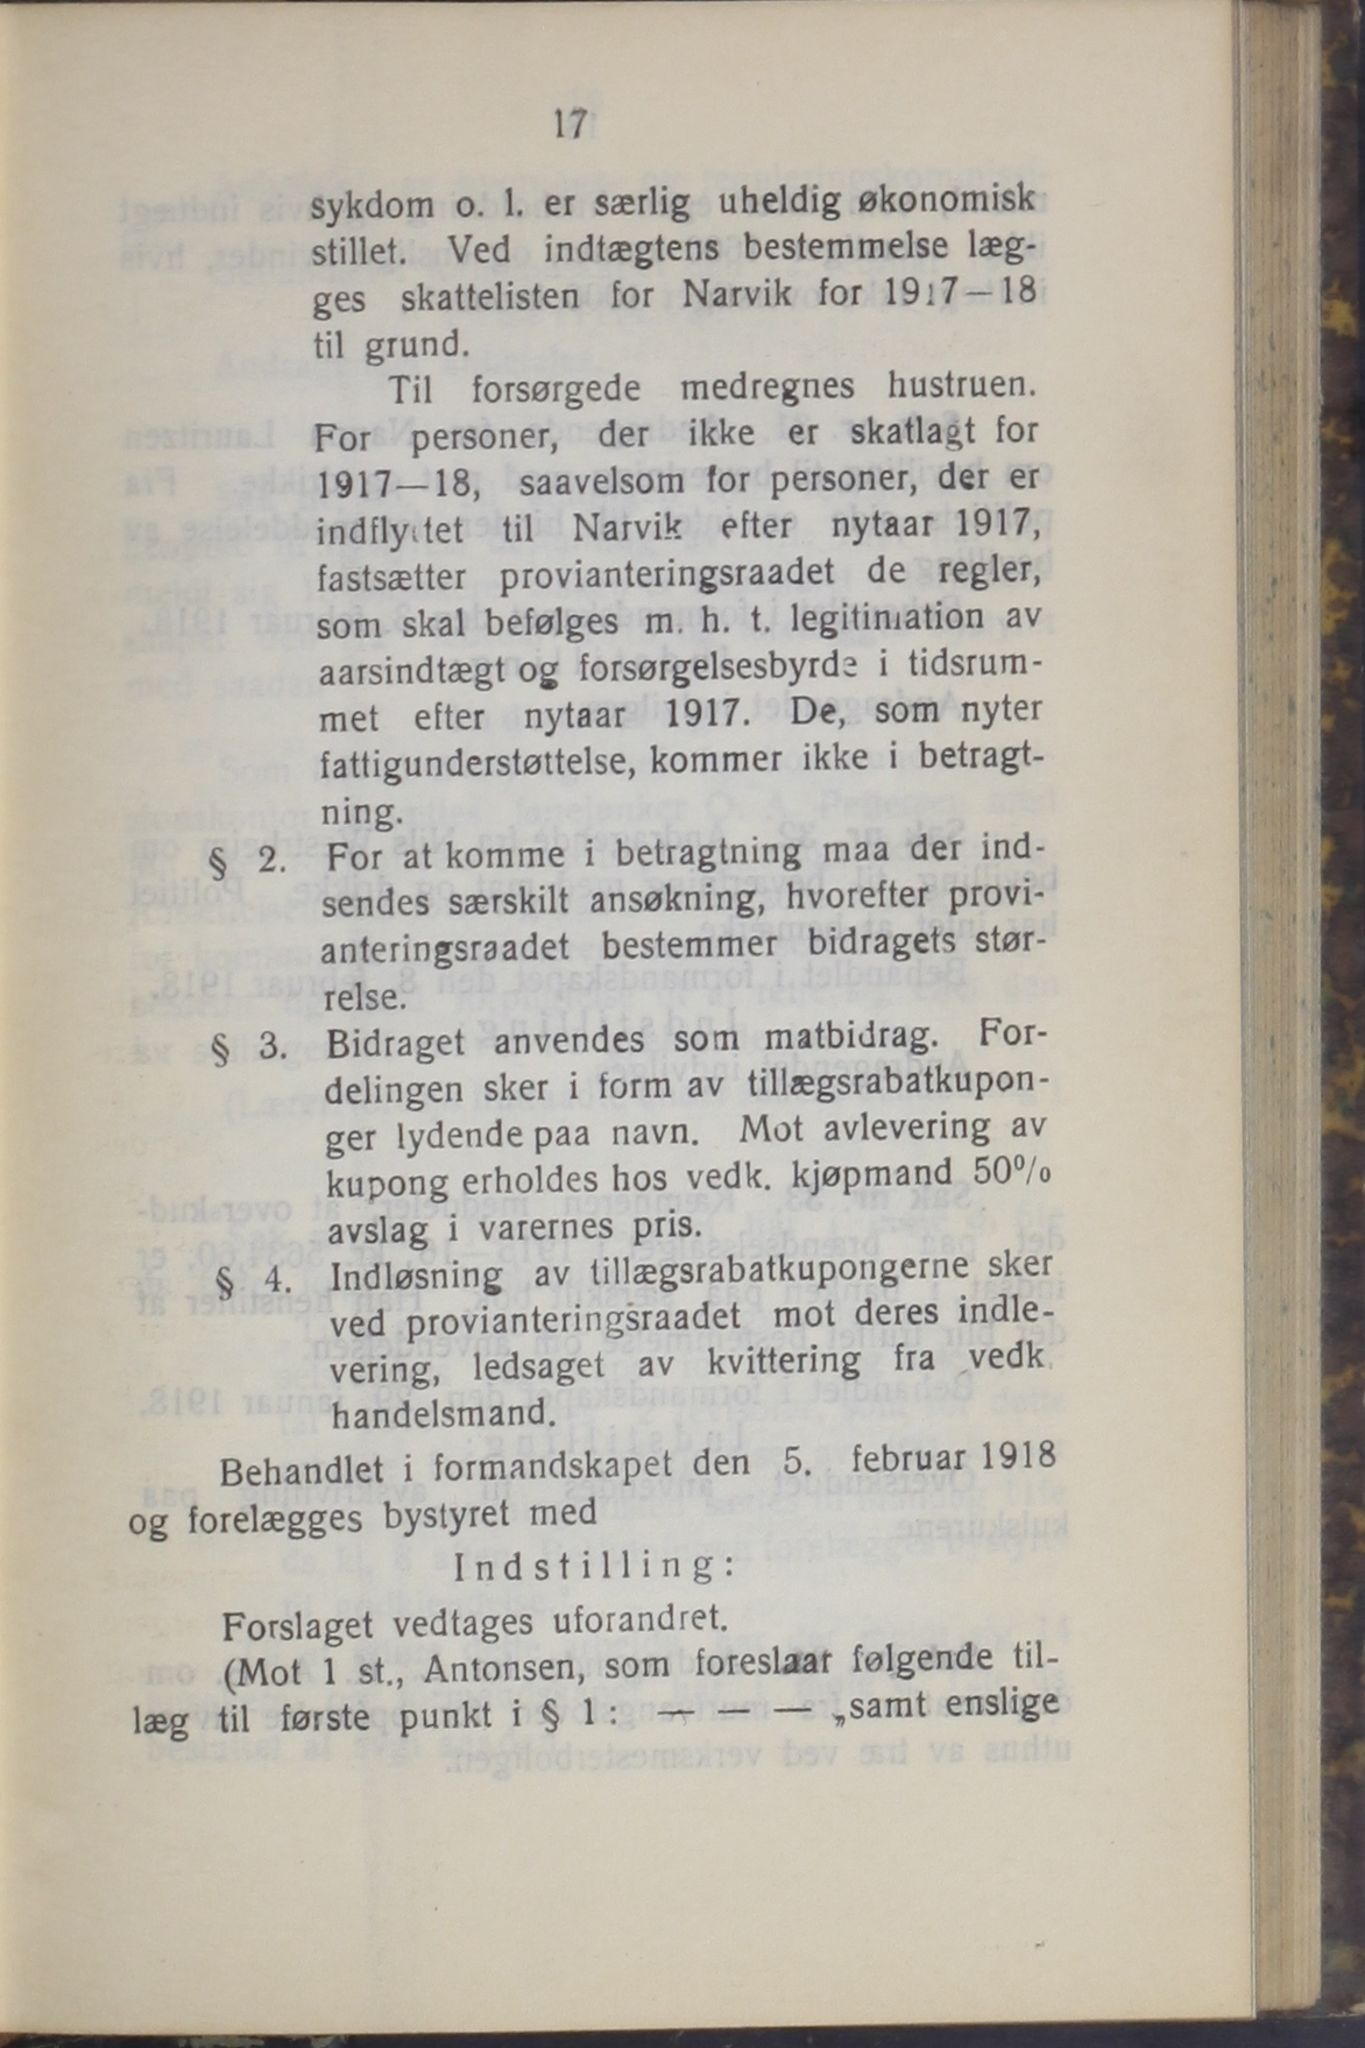 17
sykdom o. l. er særlig uheldig økonomisk
stillet. Ved indtægtens bestemmelse læg-
ges skattelisten for Narvik for 1917—18
til grund.
Til forsørgede medregnes hustruen.
For personer, der ikke er skatlagt for
1917—18, saavelsom for personer, der er
indflyttet til Narvik efter nytaar 1917,
fastsætter provianteringsraadet de regler,
som skal befølges m. h. t. legitimation av
aarsindtægt og forsørgelsesbyrde i tidsrum-
met efter nytaar 1917. De, som nyter
fattigunderstøttelse, kommer ikke i betragt-
ning.
§ 2. For at komme i betragtning maa der ind-
sendes særskilt ansøkning, hvorefter provi-
anteringsraadet bestemmer bidragets stør-
relse.
§ 3. Bidraget anvendes som matbidrag. For-
delingen sker i form av tillægsrabatkupon-
ger lydende paa navn. Mot avlevering av
kupong erholdes hos vedk. kjøpmand 50%
avslag i varernes pris.
§ 4. Indløsning av tillægsrabatkupongerne sker
ved provianteringsraadet mot deres indle-
vering, ledsaget av kvittering fra vedk.
handelsmand.
Behandlet i formandskapet den 5. februar 1918
og forelægges bystyret med
Indstilling:
Forslaget vedtages uforandret.
(Mot 1 st., Antonsen, som foreslaar følgende til-
læg til første punkt i § 1: — — — „samt enslige